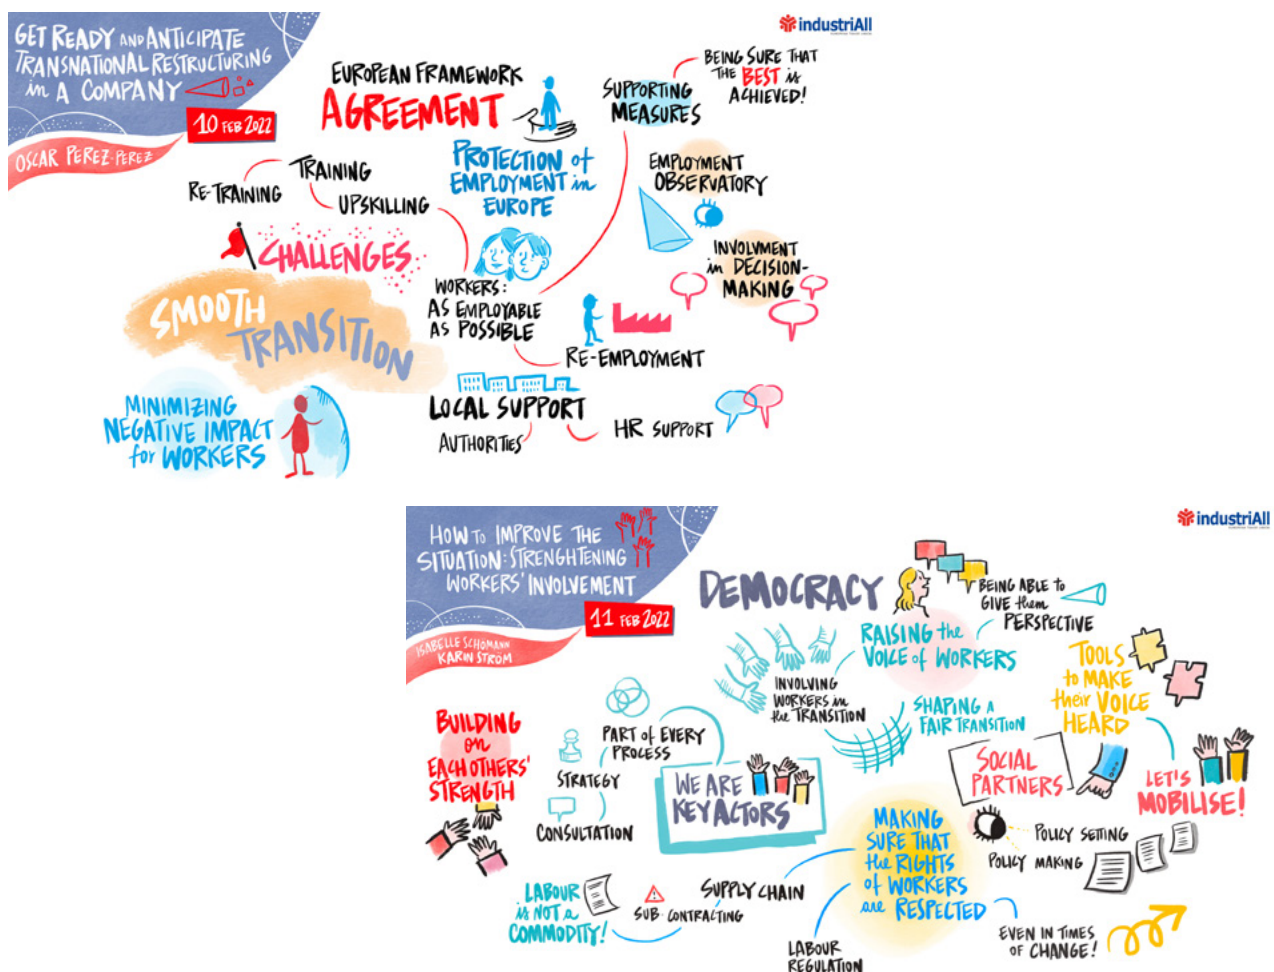 GET READY AND ANTICIPATE
TRANSNATIONAL RESTRUCTURING
in A COMPANY
10 FEB 2022
OSCAR PEREZ-PEREZ
industriAll
EUROPEAN FRAMEWORK
AGREEMENT
SUPPORTING
MEASURES
BEING SURE THAT
THE BEST is
ACHIEVED!
PROTECTION of
EMPLOYMENT in
EUROPE
EMPLOYMENT
OBSERVATORY
TRAINING
RE-TRAINING
UPSKILLING
CHALLENGES
INVOLVMENT
in DECISION-
MAKING
SMOOTH
TRANSITION
WORKERS:
AS EMPLOYABLE
AS POSSIBLE
RE-EMPLOYMENT
MINIMIZING
NEGATIVE IMPACT
for WORKERS
LOCAL SUPPORT
AUTHORITIES
HR SUPPORT
HOW TO IMPROVE THE
SITUATION: STRENGHTENING
WORKERS' INVOLVEMENT
11 FEB 2022
ISABELLE SCHÖMANN
KARIN STRÖM
industriAll
DEMOCRACY
BEING ABLE to
GIVE them
PERSPECTIVE
RAISING the
VOICE of WORKERS
TOOLS
to MAKE
their VOICE
HEARD
INVOLVING
WORKERS in
the TRANSITION
SHAPING A
FAIR TRANSITION
BUILDING
on
EACH OTHERS'
STRENGTH
PART of EVERY
PROCESS
STRATEGY
CONSULTATION
WE ARE
KEY ACTORS
SOCIAL
PARTNERS
LET'S
MOBILISE!
MAKING
SURE THAT
the RIGHTS
of WORKERS
are RESPECTED
POLICY SETTING
POLICY MAKING
LABOUR
is NOT a
COMMODITY!
SUB-CONTRACTING
SUPPLY CHAIN
LABOUR
REGULATION
EVEN IN TIMES
OF CHANGE!